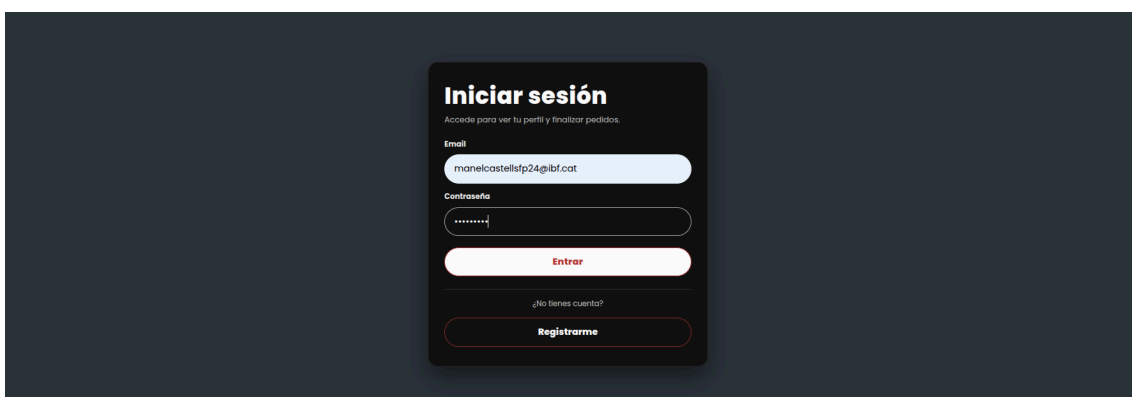 Iniciar sesión
Accede para ver tu perfil y finalizar pedidos.
Email
manelcastellsfp24@ibf.cat
Contraseña
•••••••••
Entrar
¿No tienes cuenta?
Registrarme